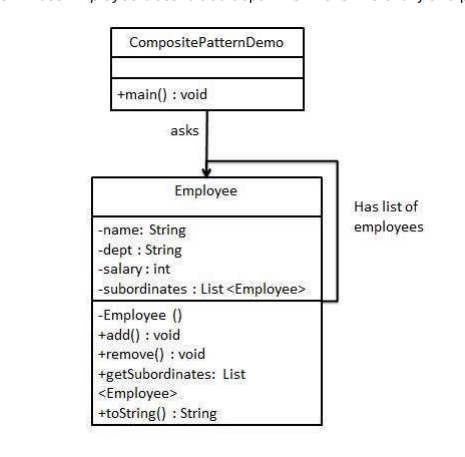 CompositePatternDemo
+main() : void
asks
Employee
-name: String
-dept : String
-salary : int
-subordinates : List <Employee>
Has list of
employees
-Employee ()
+add() : void
+remove() : void
+getSubordinates: List
<Employee>
+toString() : String